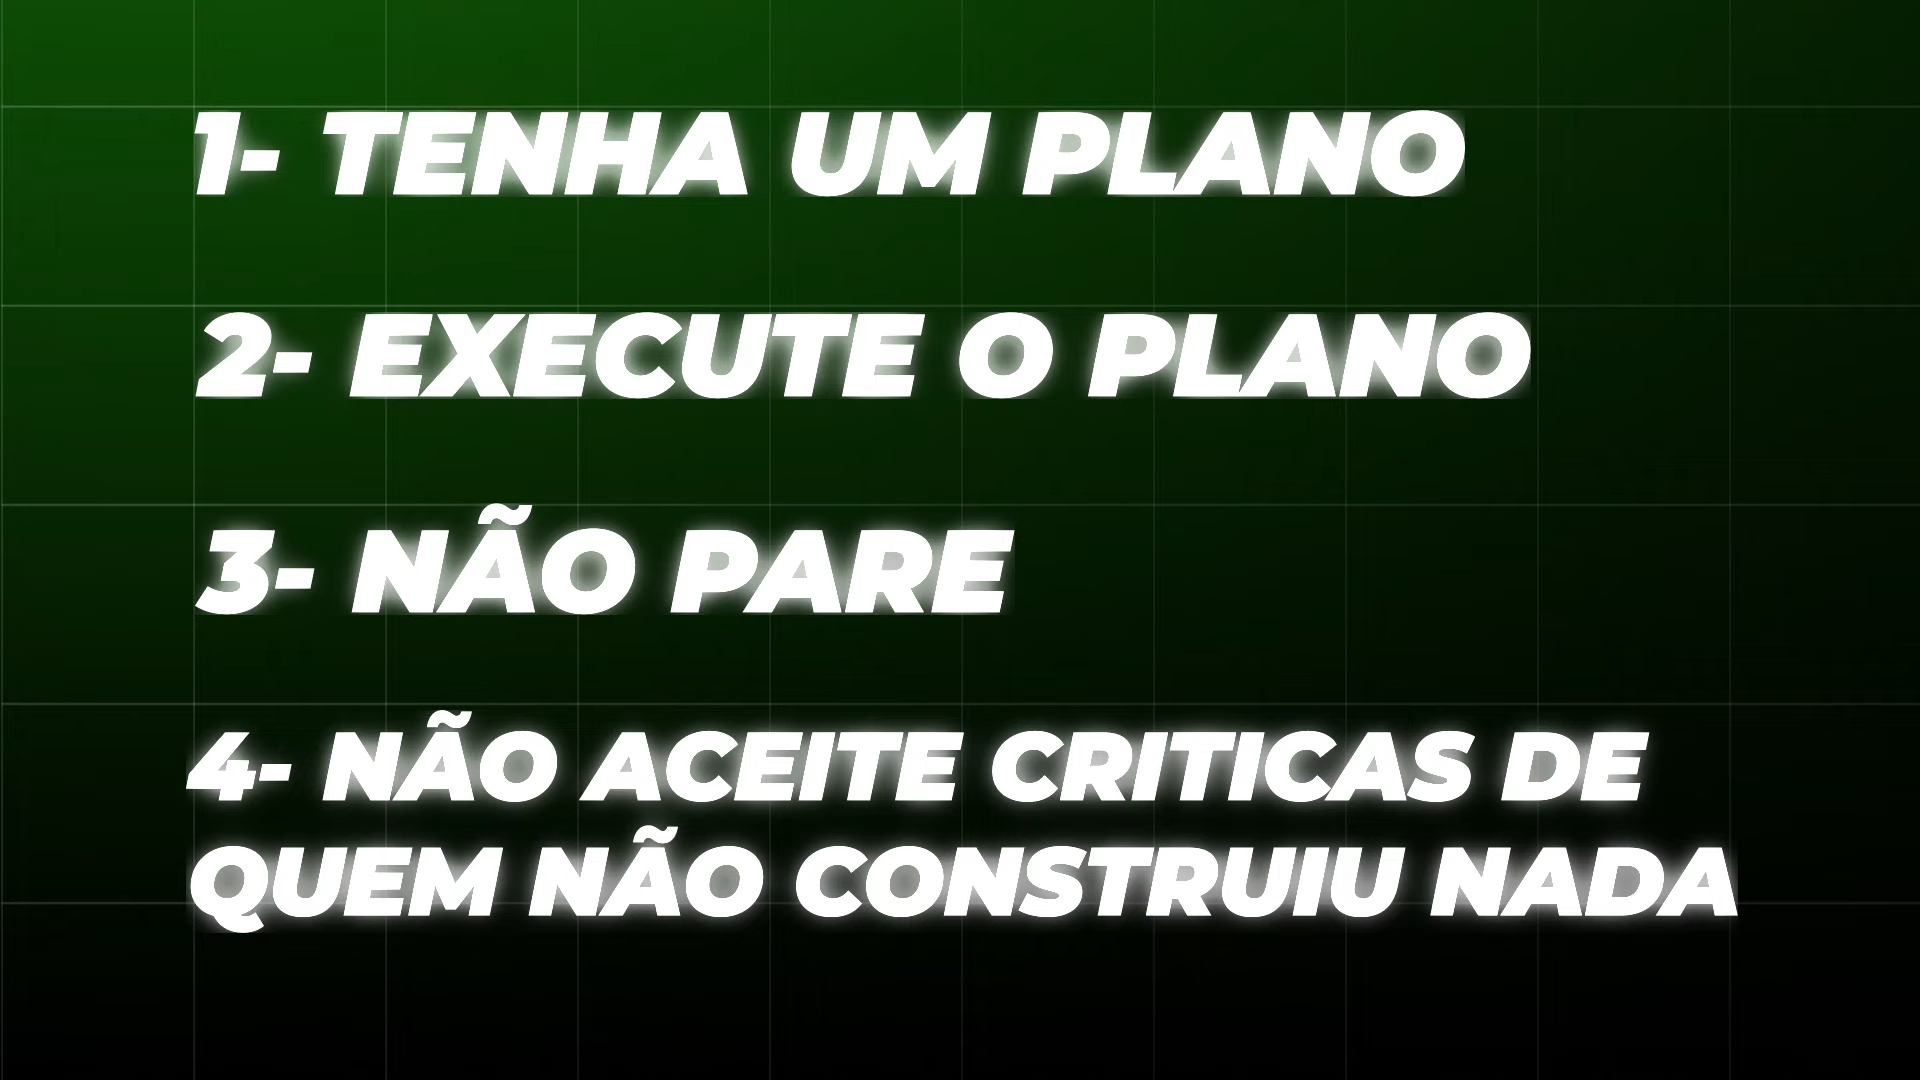 1- TENHA UM PLANO
2- EXECUTE O PLANO
3- NÃO PARE
4- NÃO ACEITE CRITICAS DE
QUEM NÃO CONSTRUIU NADA